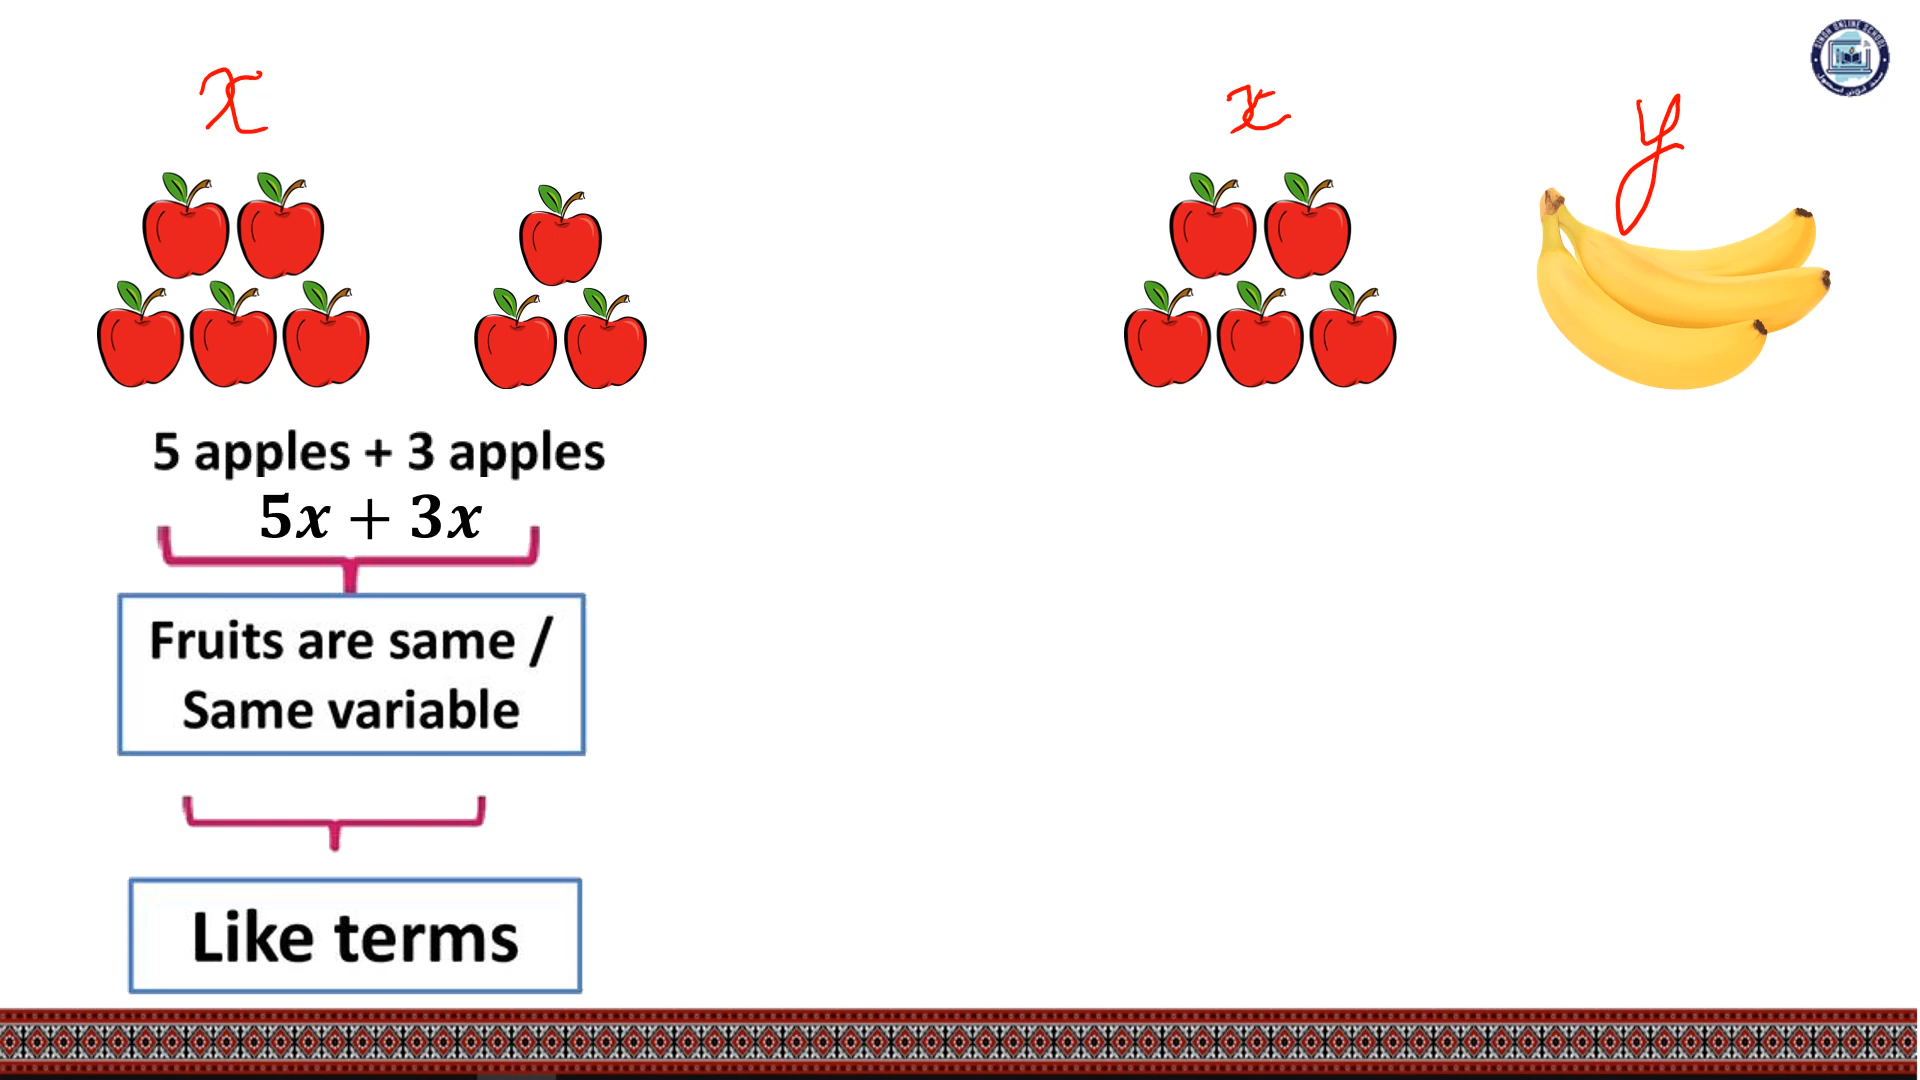 x
x
y
5 apples + 3 apples
5x + 3x
Fruits are same /
Same variable
Like terms